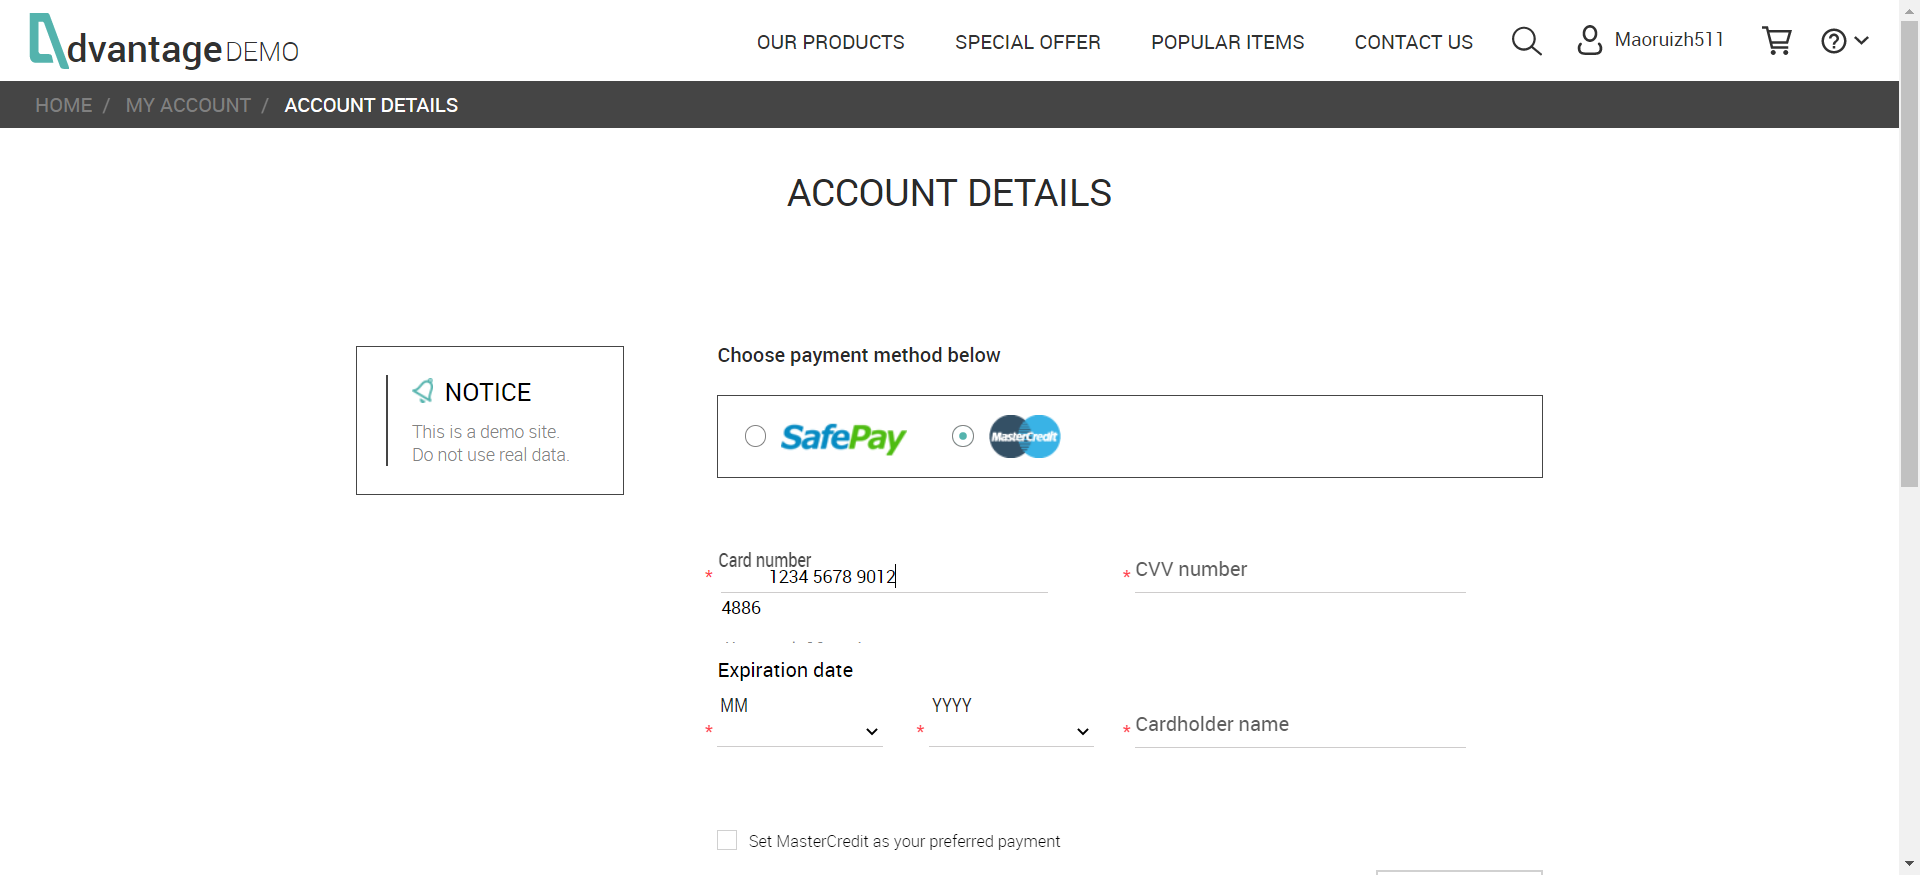 dvantage DEMO
OUR PRODUCTS SPECIAL OFFER POPULAR ITEMS CONTACT US Maoruizh511
HOME / MY ACCOUNT / ACCOUNT DETAILS
ACCOUNT DETAILS
NOTICE
This is a demo site.
Do not use real data.
Choose payment method below
SafePay MasterCredit
Card number
* 1234 5678 9012
4886
* CVV number
Expiration date
MM YYYY
* * * Cardholder name
Set MasterCredit as your preferred payment